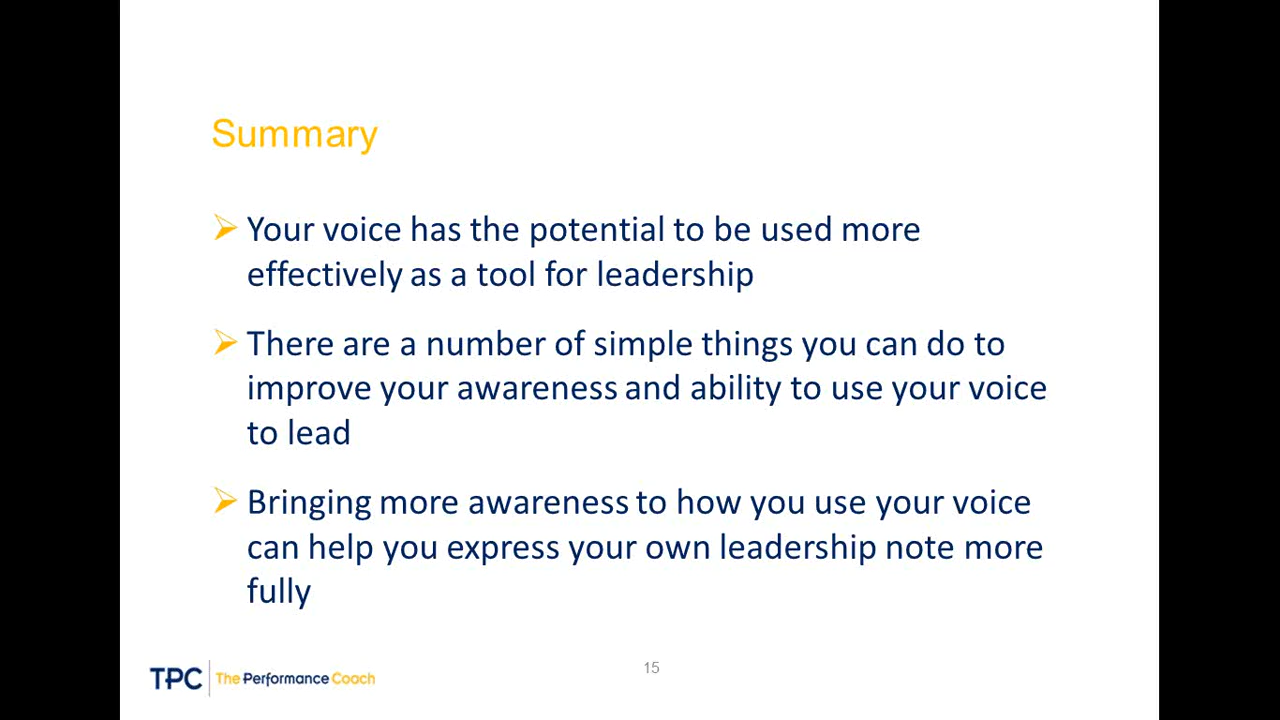 Summary
Your voice has the potential to be used more
effectively as a tool for leadership
There are a number of simple things you can do to
improve your awareness and ability to use your voice
to lead
Bringing more awareness to how you use your voice
can help you express your own leadership note more
fully
TPC The Performance Coach
15